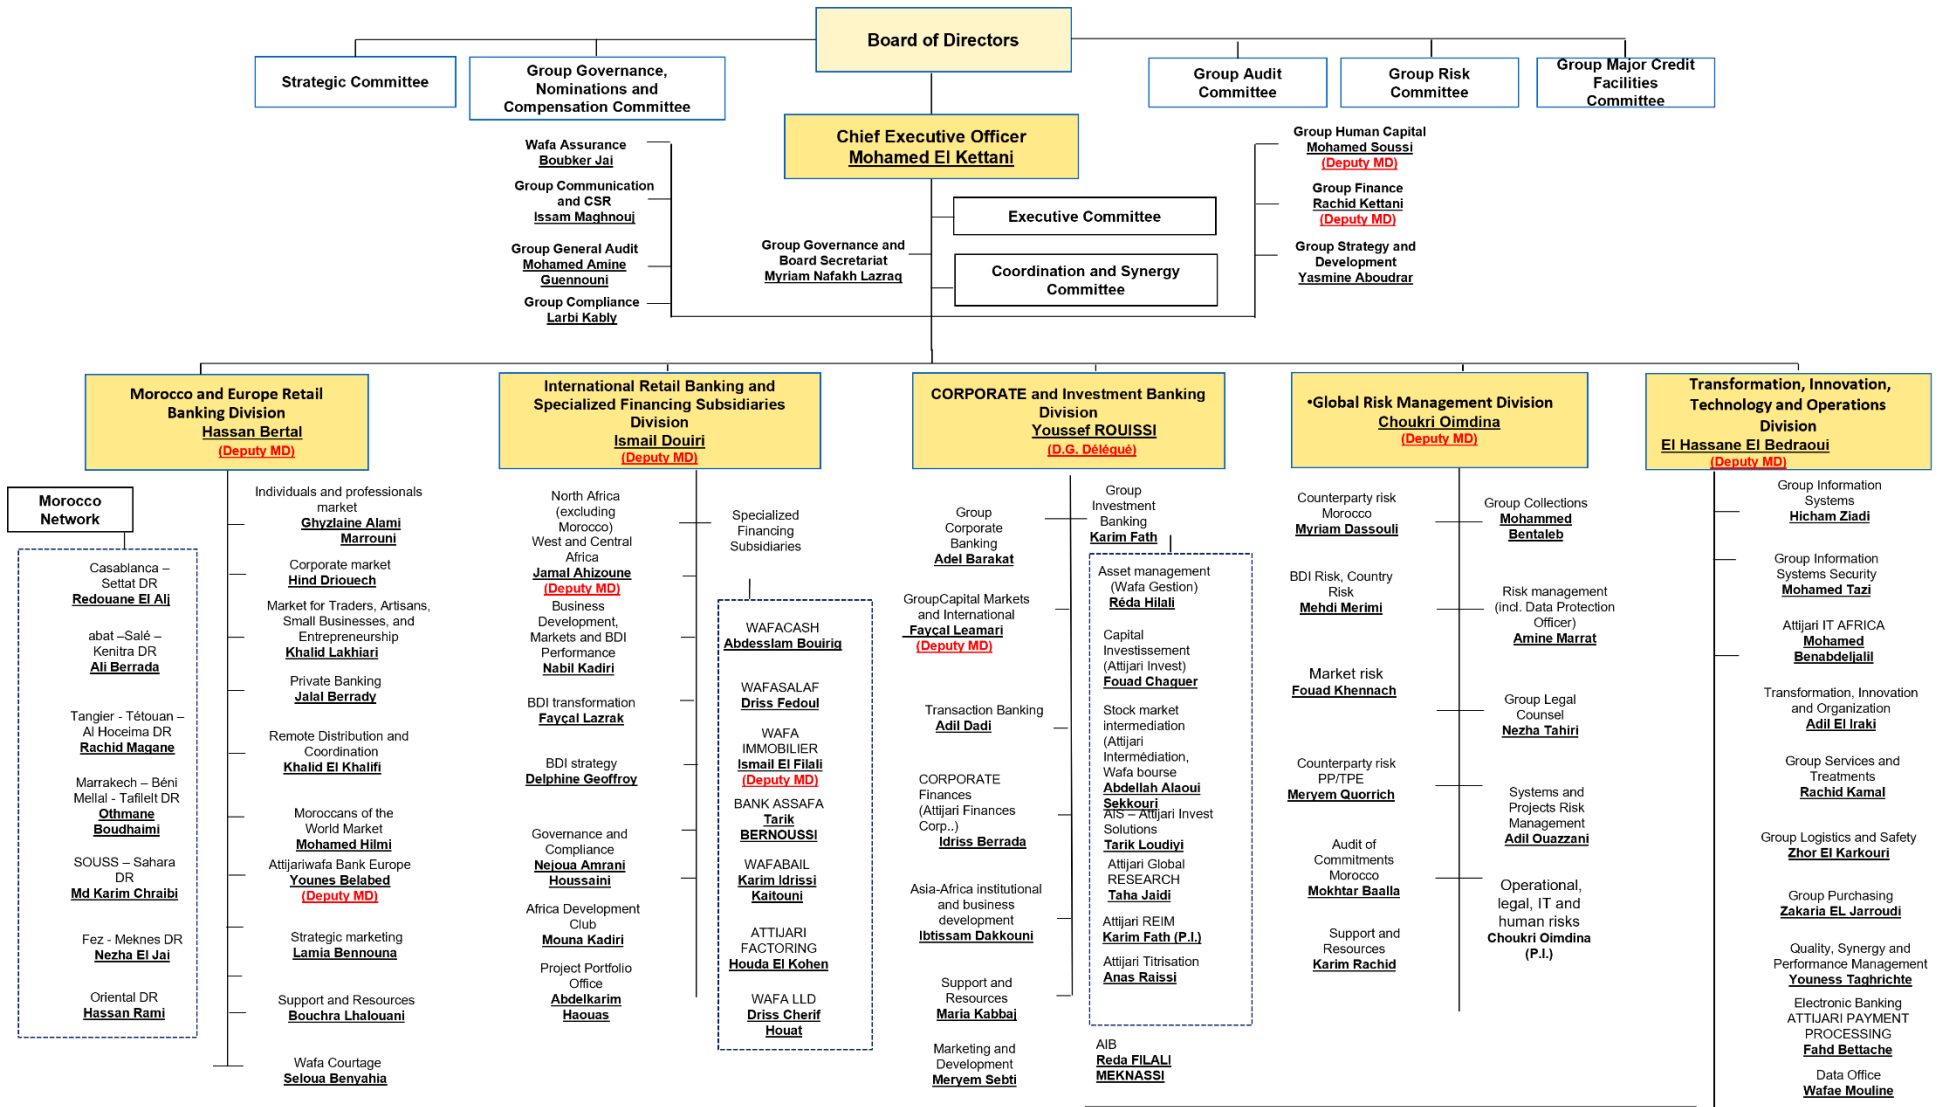 Board of Directors
Strategic Committee
Group Governance,
Nominations and
Compensation Committee
Group Audit
Committee
Group Risk
Committee
Group Major Credit
Facilities
Committee
Chief Executive Officer
Mohamed El Kettani
Wafa Assurance
Boubker Jai
Group Communication
and CSR
Issam Maghnouj
Group General Audit
Mohamed Amine
Guennouni
Group Compliance
Larbi Kably
Group Governance and
Board Secretariat
Myriam Nafakh Lazraq
Executive Committee
Coordination and Synergy
Committee
Group Human Capital
Mohamed Soussi
(Deputy MD)
Group Finance
Rachid Kettani
(Deputy MD)
Group Strategy and
Development
Yasmine Aboudrar
Morocco and Europe Retail
Banking Division
Hassan Bertal
(Deputy MD)
Morocco
Network
Casablanca –
Settat DR
Redouane El Alj
abat –Salé –
Kenitra DR
Ali Berrada
Tangier - Tétouan –
Al Hoceima DR
Rachid Magane
Marrakech – Béni
Mellal - Tafilelt DR
Othmane
Boudhaimi
SOUSS – Sahara
DR
Md Karim Chraibi
Fez - Meknes DR
Nezha El Jai
Oriental DR
Hassan Rami
Individuals and professionals
market
Ghyzlaine Alami
Marrouni
Corporate market
Hind Driouech
Market for Traders, Artisans,
Small Businesses, and
Entrepreneurship
Khalid Lakhiari
Private Banking
Jalal Berrady
Remote Distribution and
Coordination
Khalid El Khalifi
Moroccans of the
World Market
Mohamed Hilmi
Attijariwafa Bank Europe
Younes Belabed
(Deputy MD)
Strategic marketing
Lamia Bennouna
Support and Resources
Bouchra Lhalouani
Wafa Courtage
Seloua Benyahia
International Retail Banking and
Specialized Financing Subsidiaries
Division
Ismail Douiri
(Deputy MD)
North Africa
(excluding
Morocco)
West and Central
Africa
Jamal Ahizoune
(Deputy MD)
Business
Development,
Markets and BDI
Performance
Nabil Kadiri
BDI transformation
Fayçal Lazrak
BDI strategy
Delphine Geoffroy
Governance and
Compliance
Nejoua Amrani
Houssaini
Africa Development
Club
Mouna Kadiri
Project Portfolio
Office
Abdelkarim
Haouas
Specialized
Financing
Subsidiaries
WAFACASH
Abdesslam Bouirig
WAFASALAF
Driss Fedoul
WAFA
IMMOBILIER
Ismail El Filali
(Deputy MD)
BANK ASSAFA
Tarik
BERNOUSSI
WAFABAIL
Karim Idrissi
Kaitouni
ATTIJARI
FACTORING
Houda El Kohen
WAFA LLD
Driss Cherif
Houat
CORPORATE and Investment Banking
Division
Youssef ROUISSI
(D.G. Délégué)
Group
Corporate
Banking
Adel Barakat
GroupCapital Markets
and International
Fayçal Leamari
(Deputy MD)
Transaction Banking
Adil Dadi
CORPORATE
Finances
(Attijari Finances
Corp..)
Idriss Berrada
Asia-Africa institutional
and business
development
Ibtissam Dakkouni
Support and
Resources
Maria Kabbaj
Marketing and
Development
Meryem Sebti
Group
Investment
Banking
Karim Fath
Asset management
(Wafa Gestion)
Réda Hilali
Capital
Investissement
(Attijari Invest)
Fouad Chaguer
Stock market
intermediation
(Attijari
Intermédiation,
Wafa bourse
Abdellah Alaoui
Sekkouri
AIS – Attijari Invest
Solutions
Tarik Loudiyi
Attijari Global
RESEARCH
Taha Jaidi
Attijari REIM
Karim Fath (P.I.)
Attijari Titrisation
Anas Raissi
AIB
Reda FILALI
MEKNASSI
•Global Risk Management Division
Choukri Oimdina
(Deputy MD)
Counterparty risk
Morocco
Myriam Dassouli
BDI Risk, Country
Risk
Mehdi Merimi
Market risk
Fouad Khennach
Counterparty risk
PP/TPE
Meryem Quorrich
Audit of
Commitments
Morocco
Mokhtar Baalla
Support and
Resources
Karim Rachid
Group Collections
Mohammed
Bentaleb
Risk management
(incl. Data Protection
Officer)
Amine Marrat
Group Legal
Counsel
Nezha Tahiri
Systems and
Projects Risk
Management
Adil Ouazzani
Operational,
legal, IT and
human risks
Choukri Oimdina
(P.I.)
Transformation, Innovation,
Technology and Operations
Division
El Hassane El Bedraoui
(Deputy MD)
Group Information
Systems
Hicham Ziadi
Group Information
Systems Security
Mohamed Tazi
Attijari IT AFRICA
Mohamed
Benabdeljalil
Transformation, Innovation
and Organization
Adil El Iraki
Group Services and
Treatments
Rachid Kamal
Group Logistics and Safety
Zhor El Karkouri
Group Purchasing
Zakaria EL Jarroudi
Quality, Synergy and
Performance Management
Youness Taghrichte
Electronic Banking
ATTIJARI PAYMENT
PROCESSING
Fahd Bettache
Data Office
Wafae Mouline